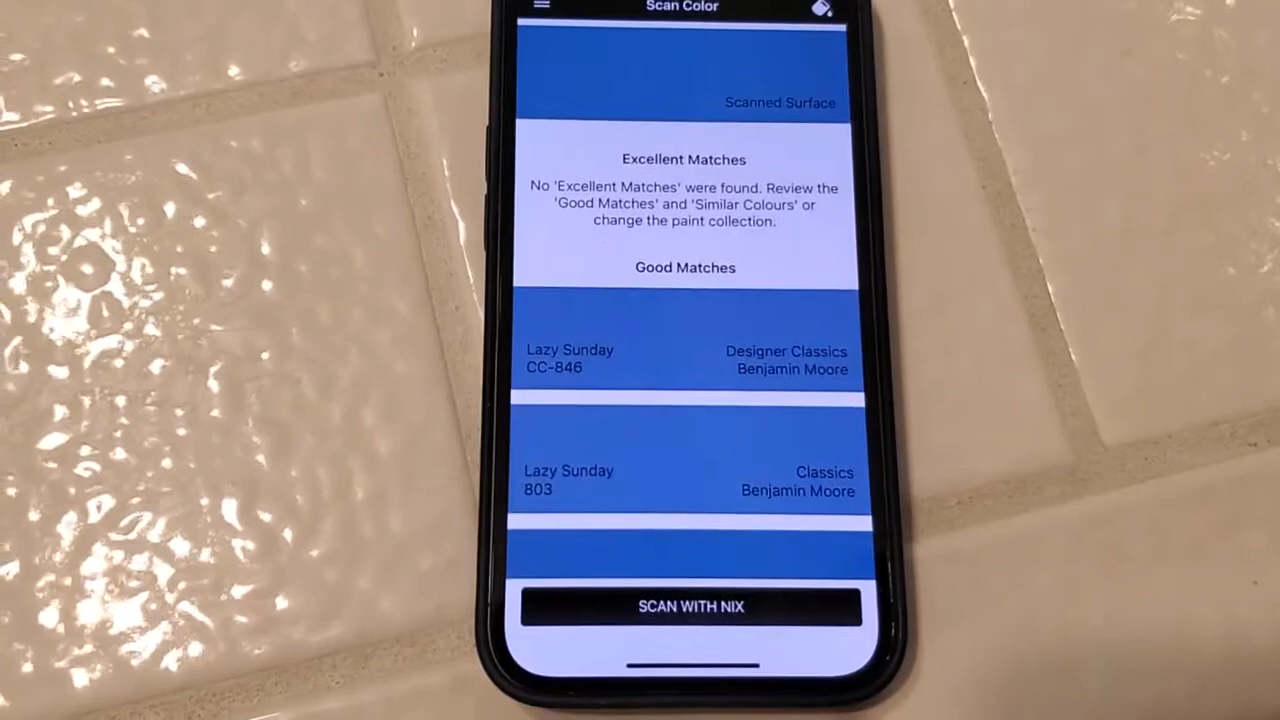 Scan Color
Scanned Surface
Excellent Matches
No 'Excellent Matches' were found. Review the
'Good Matches' and 'Similar Colours' or
change the paint collection.
Good Matches
Lazy Sunday
CC-846
Designer Classics
Benjamin Moore
Lazy Sunday
803
Classics
Benjamin Moore
SCAN WITH NIX